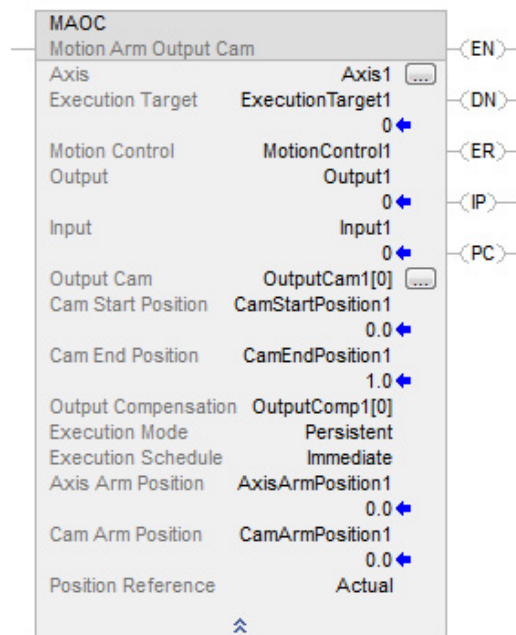 MAOC
Motion Arm Output Cam
EN
Axis Axis1 ...
Execution Target ExecutionTarget1
DN
0
Motion Control MotionControl1
ER
Output Output1
0
IP
Input Input1
0
PC
Output Cam OutputCam1[0] ...
Cam Start Position CamStartPosition1
0.0
Cam End Position CamEndPosition1
1.0
Output Compensation OutputComp1[0]
Execution Mode Persistent
Execution Schedule Immediate
Axis Arm Position AxisArmPosition1
0.0
Cam Arm Position CamArmPosition1
0.0
Position Reference Actual